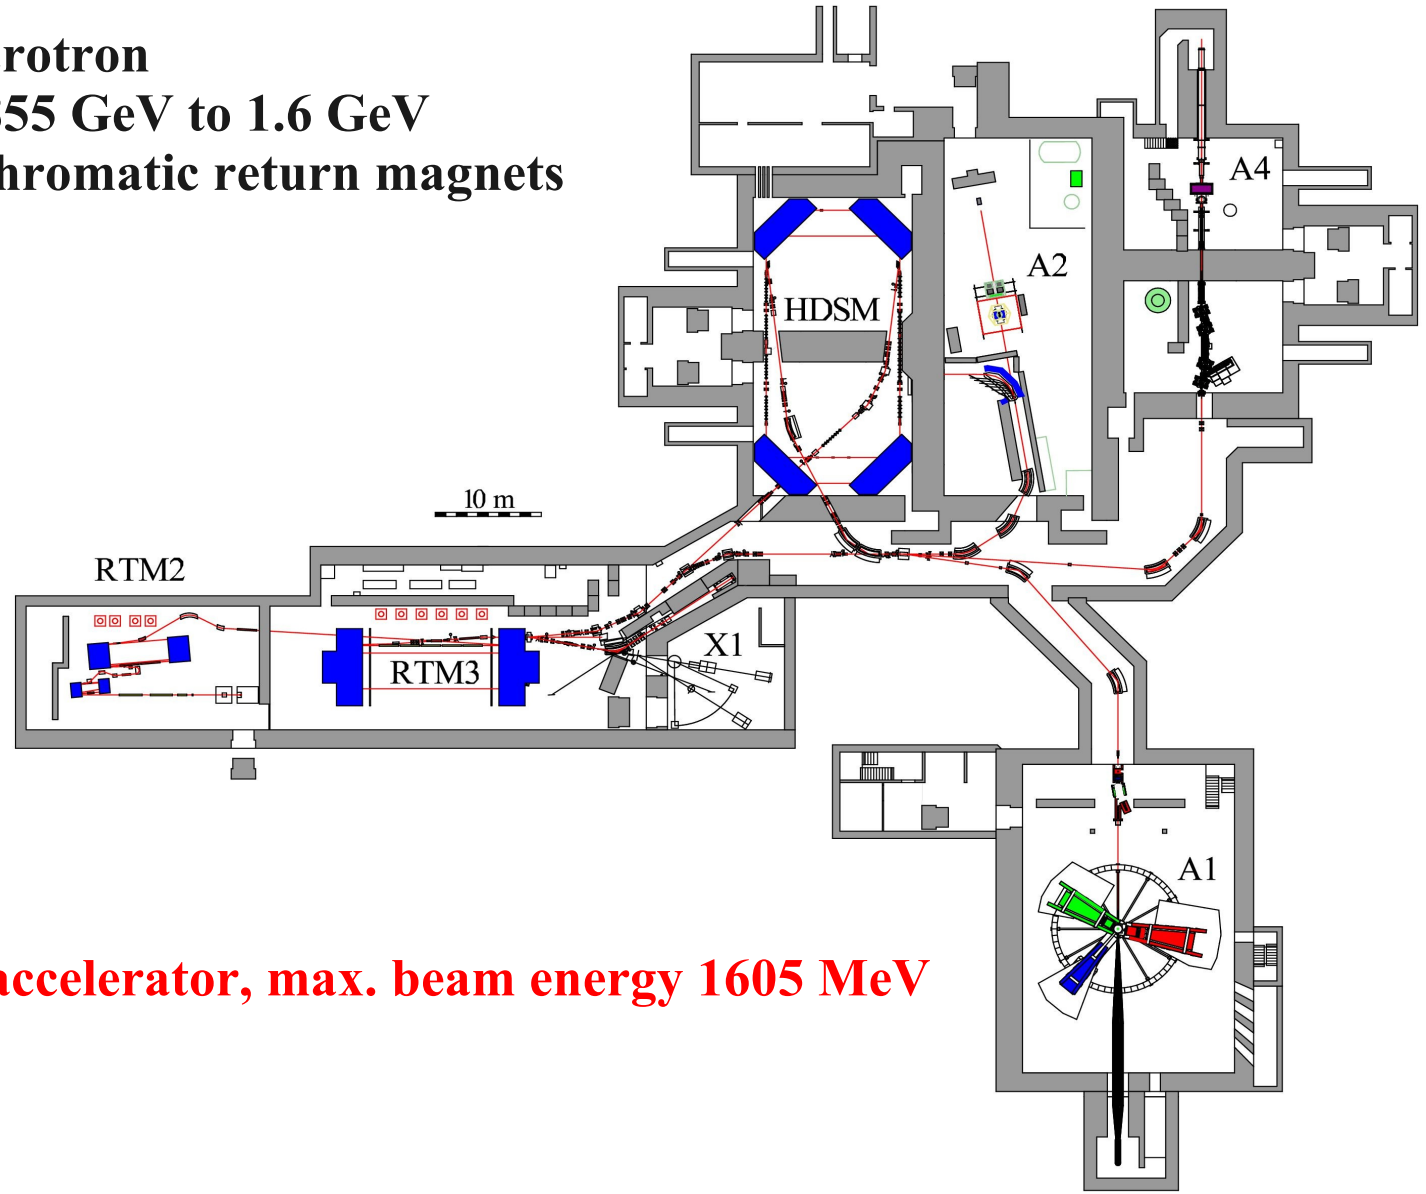 rotron
355 GeV to 1.6 GeV
hromatic return magnets
A4
A2
HDSM
10 m
RTM2
X1
RTM3
A1
accelerator, max. beam energy 1605 MeV